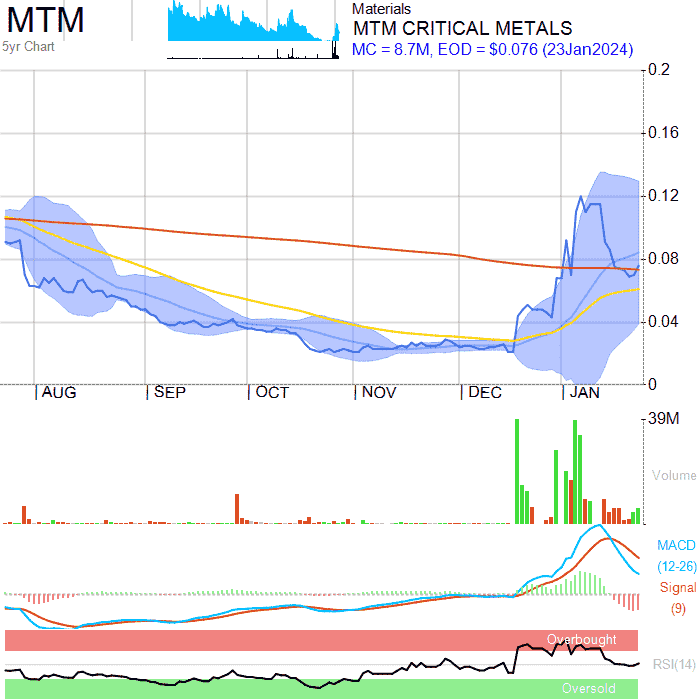 MTM
5yr Chart
Materials
MTM CRITICAL METALS
MC = 8.7M, EOD = $0.076 (23Jan2024)
0.2
0.16
0.12
0.08
0.04
0
AUG SEP OCT NOV DEC JAN
39M
Volume
MACD
(12-26)
Signal
(9)
Overbought
RSI(14)
Oversold